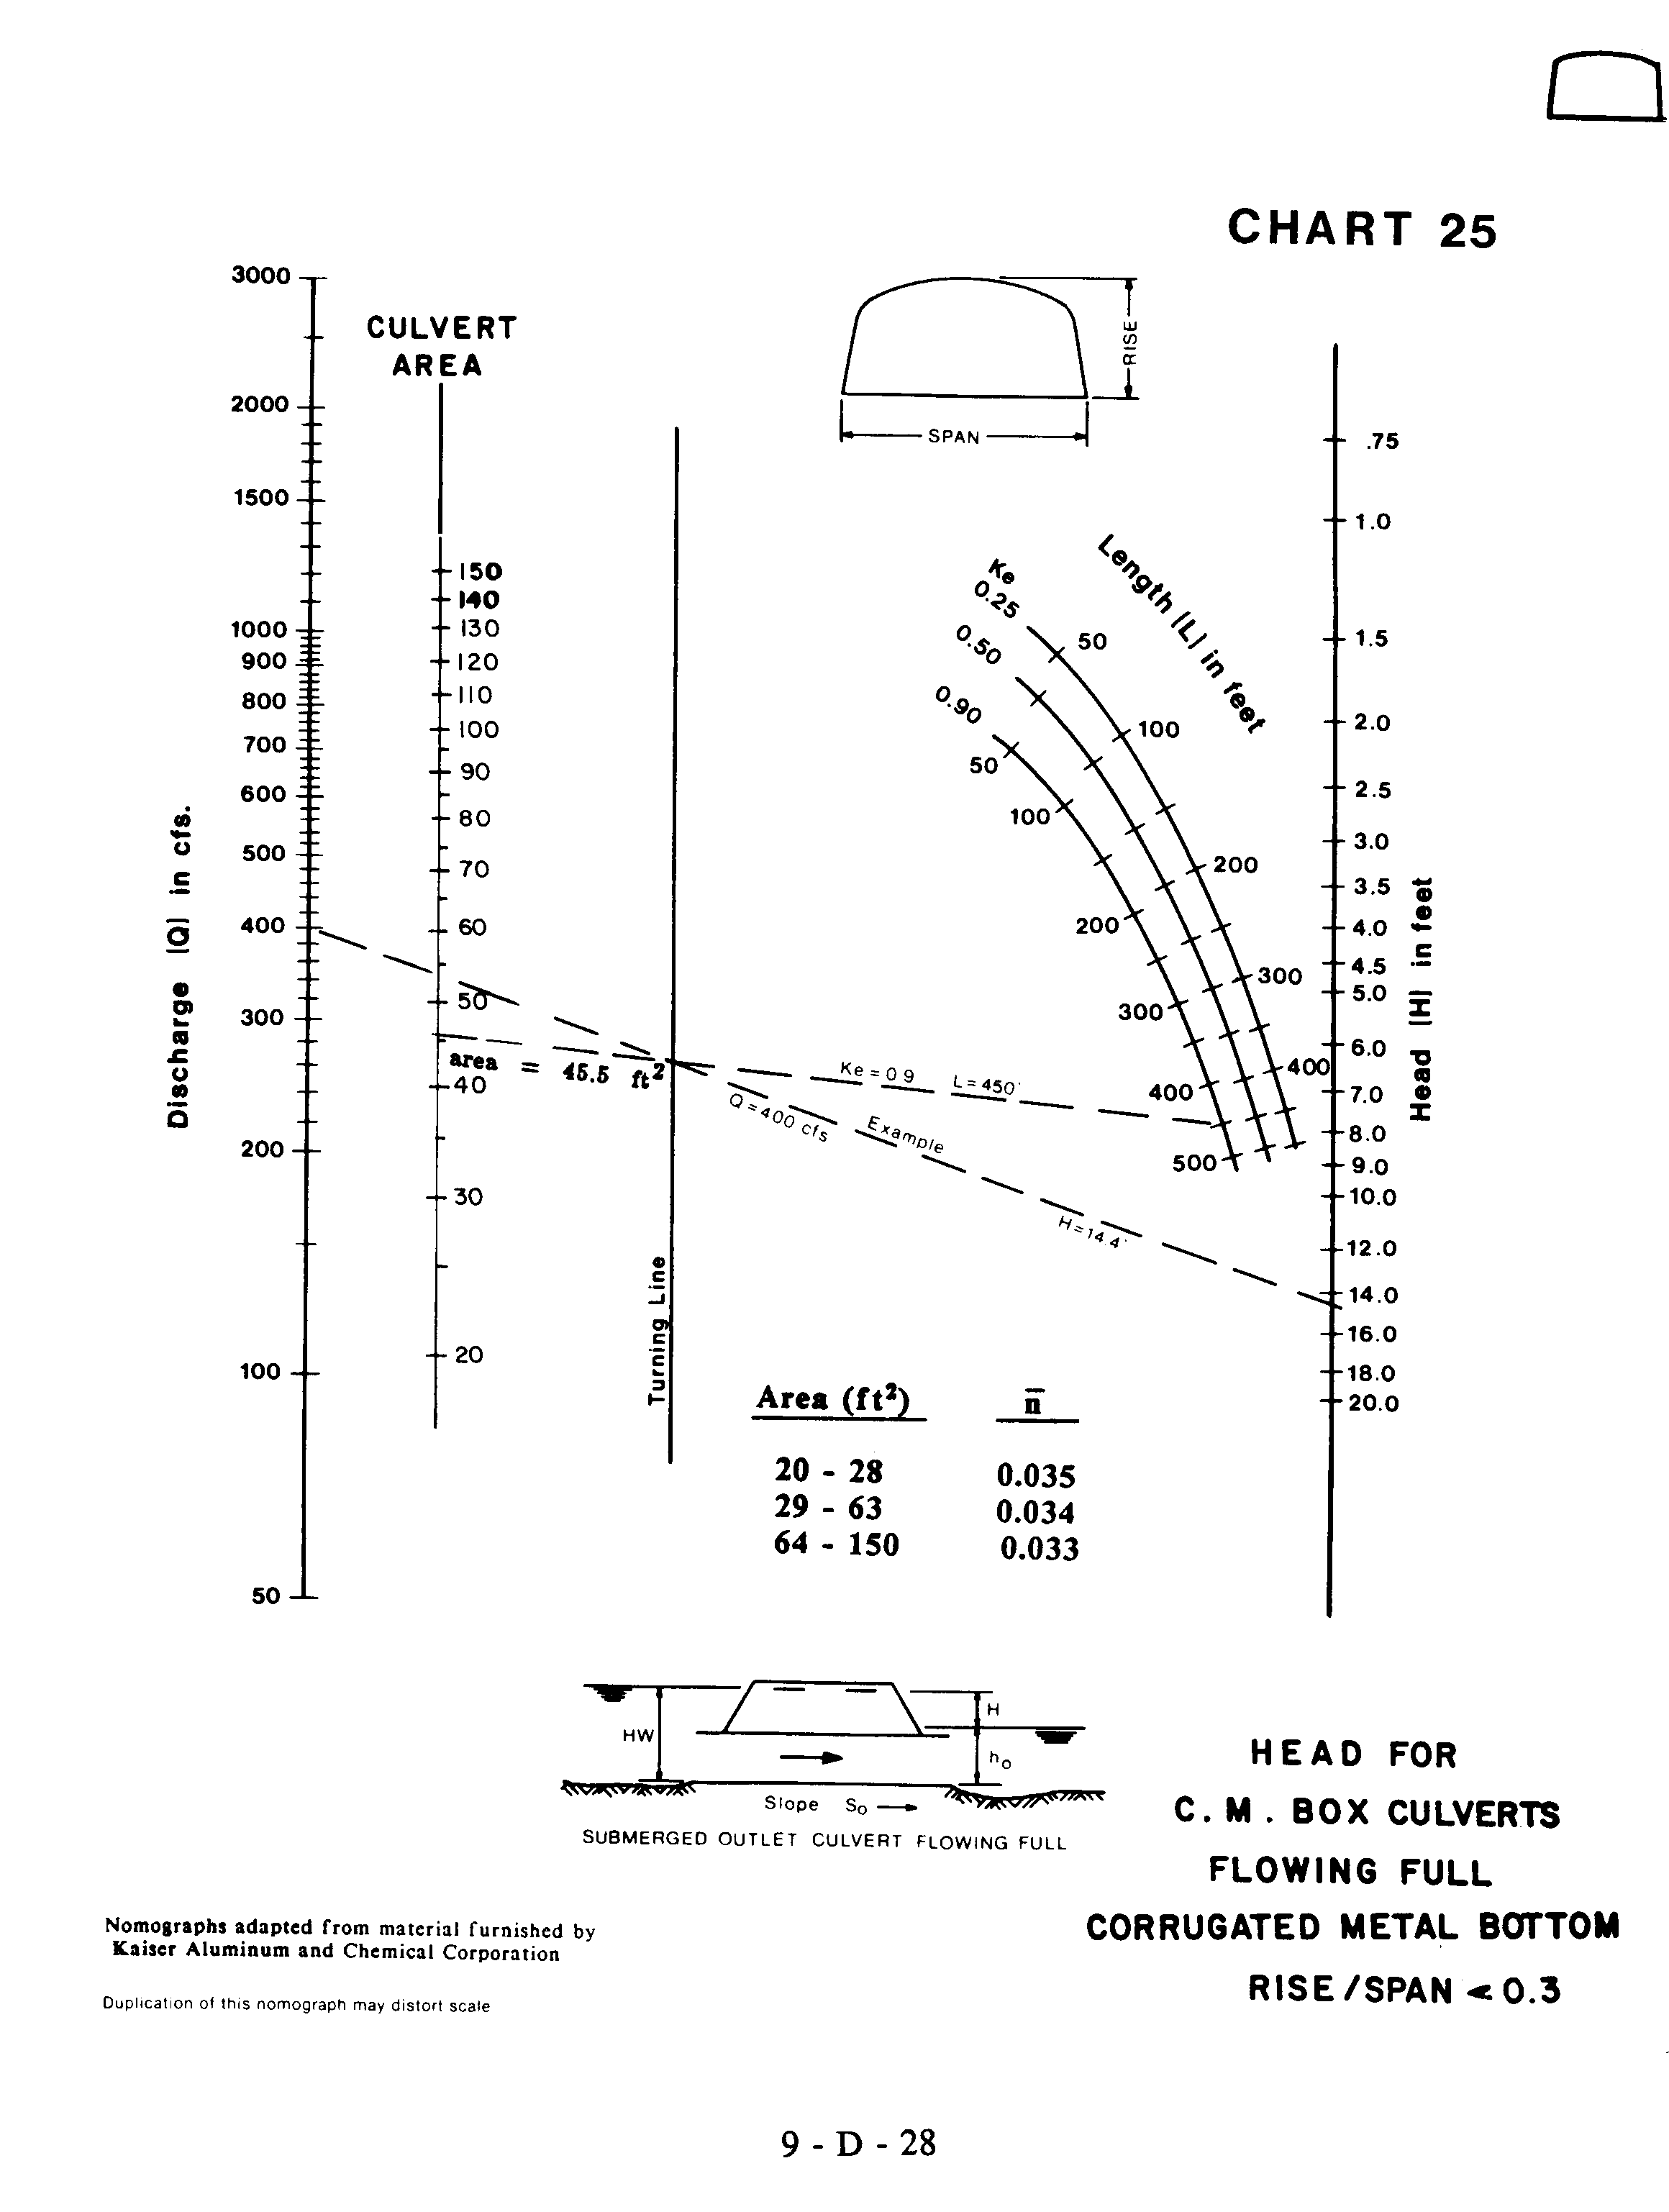 CHART 25
3000
2000
1500
1000
900
800
700
600
500
400
300
200
100
50
Discharge (Q) in cfs.
CULVERT
AREA
150
140
130
120
110
100
90
80
70
60
50
40
30
20
area = 45.5 ft²
Turning Line
RISE
SPAN
Ke
0.25
0.50
0.90
Length (L) in feet
50
100
200
300
400
50
100
200
300
400
500
Ke = 0 9 L = 450'
Q = 400 cfs
Example
H = 14.4'
.75
1.0
1.5
2.0
2.5
3.0
3.5
4.0
4.5
5.0
6.0
7.0
8.0
9.0
10.0
12.0
14.0
16.0
18.0
20.0
Head (H) in feet
Area (ft²) n̅
20 - 28 0.035
29 - 63 0.034
64 - 150 0.033
HW
H
ho
Slope So
SUBMERGED OUTLET CULVERT FLOWING FULL
HEAD FOR
C. M. BOX CULVERTS
FLOWING FULL
CORRUGATED METAL BOTTOM
RISE/SPAN < 0.3
Nomographs adapted from material furnished by
Kaiser Aluminum and Chemical Corporation
Duplication of this nomograph may distort scale
9 - D - 28